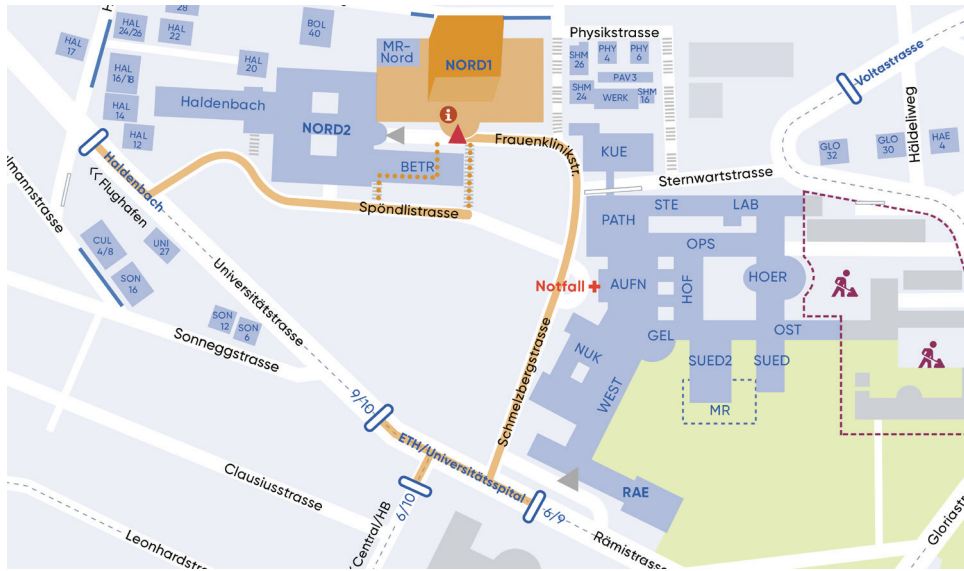 28
HAL
24/26
HAL
22
BOL
40
HAL
17
HAL
20
HAL
16/18
HAL
14
HAL
12
MR-
Nord
NORD1
i
Physikstrasse
SHM
26
PHY
4
PHY
6
PAV3
SHM
24
WERK
SHM
16
Voltastrasse
Haldenbach
NORD2
BETR
Frauenklinikstr.
KUE
GLO
32
GLO
30
HAE
4
Häldeliweg
Sternwartstrasse
Haldenbach
Flughafen
Spöndlistrasse
CUL
4/8
UNI
27
SON
16
SON
12
SON
6
Universitätstrasse
Sonneggstrasse
PATH
STE
LAB
OPS
Notfall
AUFN
HOF
HOER
GEL
OST
NUK
SUED2
SUED
WEST
MR
Schmelzbergstrasse
9/10
ETH/Universitätsspital
6/10
6/9
RAE
Clausiusstrasse
Central/HB
Rämistrasse